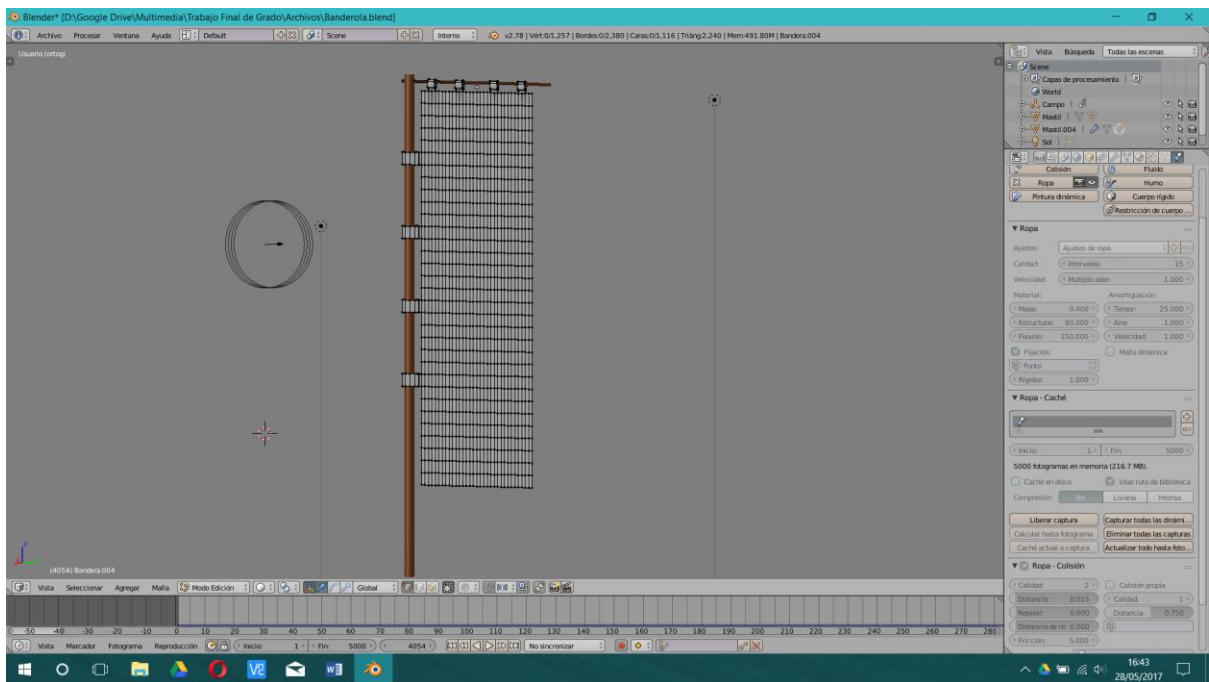 Blender* [D:\Google Drive\Multimedia\Trabajo Final de Grado\Archivos\Banderola.blend]
Archivo Procesar Ventana Ayuda Default Scene Interno v2.78 | Vért:0/1,257 | Bordes:0/2,380 | Caras:0/1,116 | Triáng:2,240 | Mem:491.80M | Bandera.004
Usuario (ortog)
Vista Búsqueda Todas las escenas
Scene
Capas de procesamiento |
World
Campo |
Mastil |
Mastil.004 |
Sol |
Colisión Fluido
Ropa Humo
Pintura dinámica Cuerpo rígido
Restricción de cuerpo ...
Ropa
Ajustes: Ajustes de ropa
Calidad: Intervalos: 15
Velocidad: Multiplicador: 1.000
Material: Amortiguación:
Masa: 0.400 Tensor: 25.000
Estructural: 80.000 Aire: 1.000
Flexión: 150.000 Velocidad: 1.000
Fijación: Malla dinámica
Punto
Rigidez: 1.000
Ropa - Caché
Inicio: 1 Fin: 5000
5000 fotogramas en memoria (216.7 MB).
Caché en disco Usar ruta de biblioteca
Compresión: No Liviana Intensa
Liberar captura Capturar todas las dinámi...
Calcular hasta fotograma Eliminar todas las capturas
Caché actual a captura Actualizar todo hasta foto...
Ropa - Colisión
Calidad: 2 Colisión propia
Distancia: 0.015 Calidad: 1
Repeler: 0.000 Distancia: 0.750
Distancia de re: 0.000
Fricción: 5.000
z
x
(4054) Bandera.004
Vista Seleccionar Agregar Malla Modo Edición Global
-50 -40 -30 -20 -10 0 10 20 30 40 50 60 70 80 90 100 110 120 130 140 150 160 170 180 190 200 210 220 230 240 250 260 270 280
Vista Marcador Fotograma Reproducción Inicio: 1 Fin: 5000 4054 No sincronizar
16:43
28/05/2017